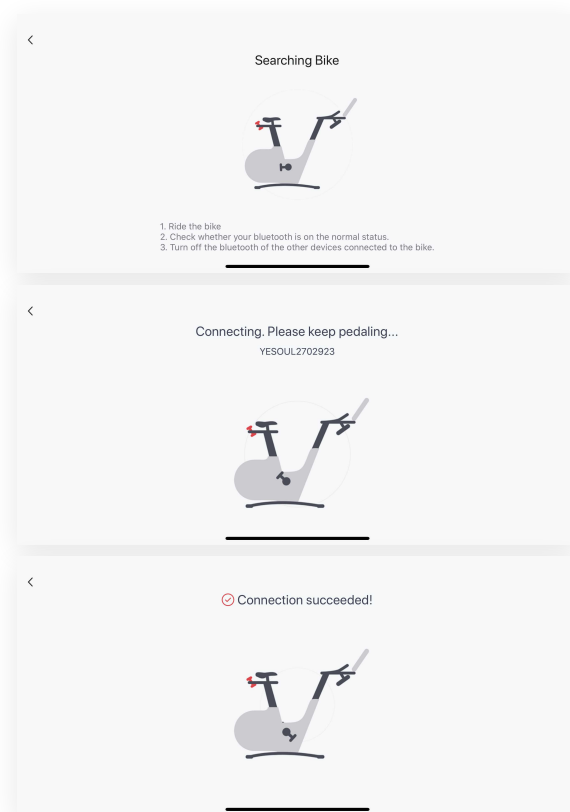 Searching Bike
1. Ride the bike
2. Check whether your bluetooth is on the normal status.
3. Turn off the bluetooth of the other devices connected to the bike.
Connecting. Please keep pedaling...
YESOUL2702923
Connection succeeded!